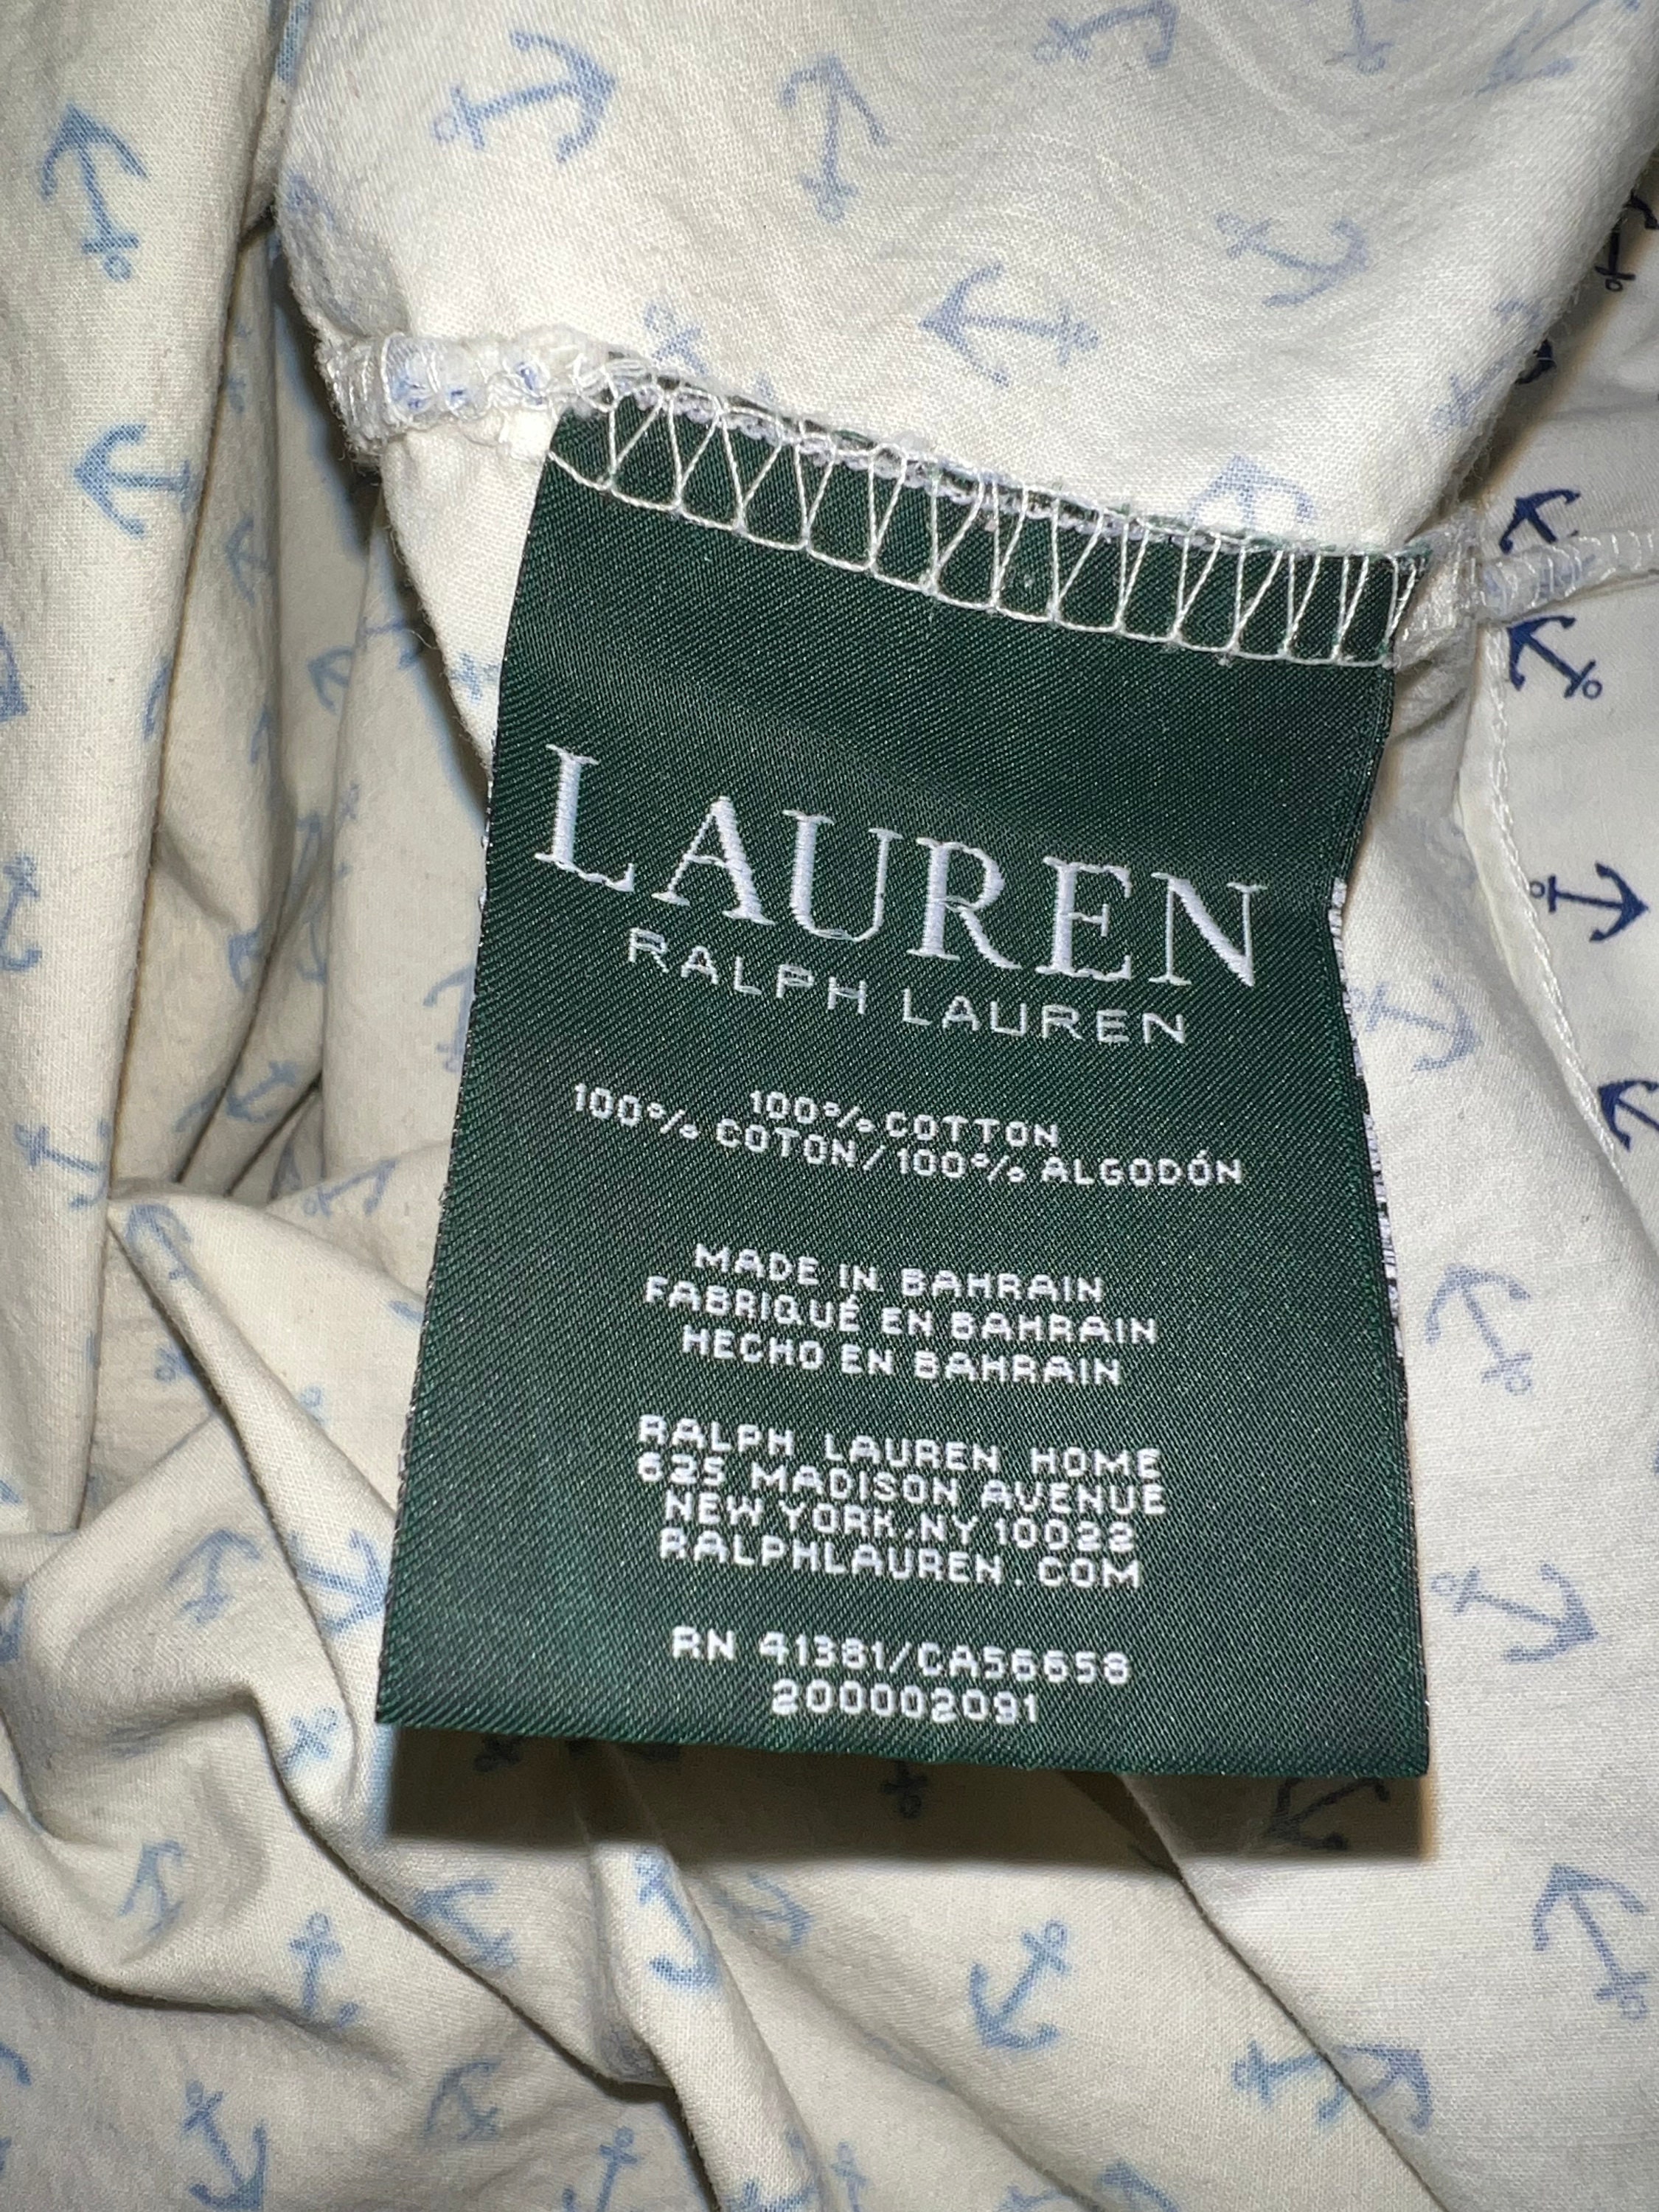 LAUREN
RALPH LAUREN
100% COTTON
100% COTON/100% ALGODÓN
MADE IN BAHRAIN
FABRIQUÉ EN BAHRAIN
HECHO EN BAHRAIN
RALPH LAUREN HOME
625 MADISON AVENUE
NEW YORK, NY 10022
RALPHLAUREN.COM
RN 41381/CA56658
200002091